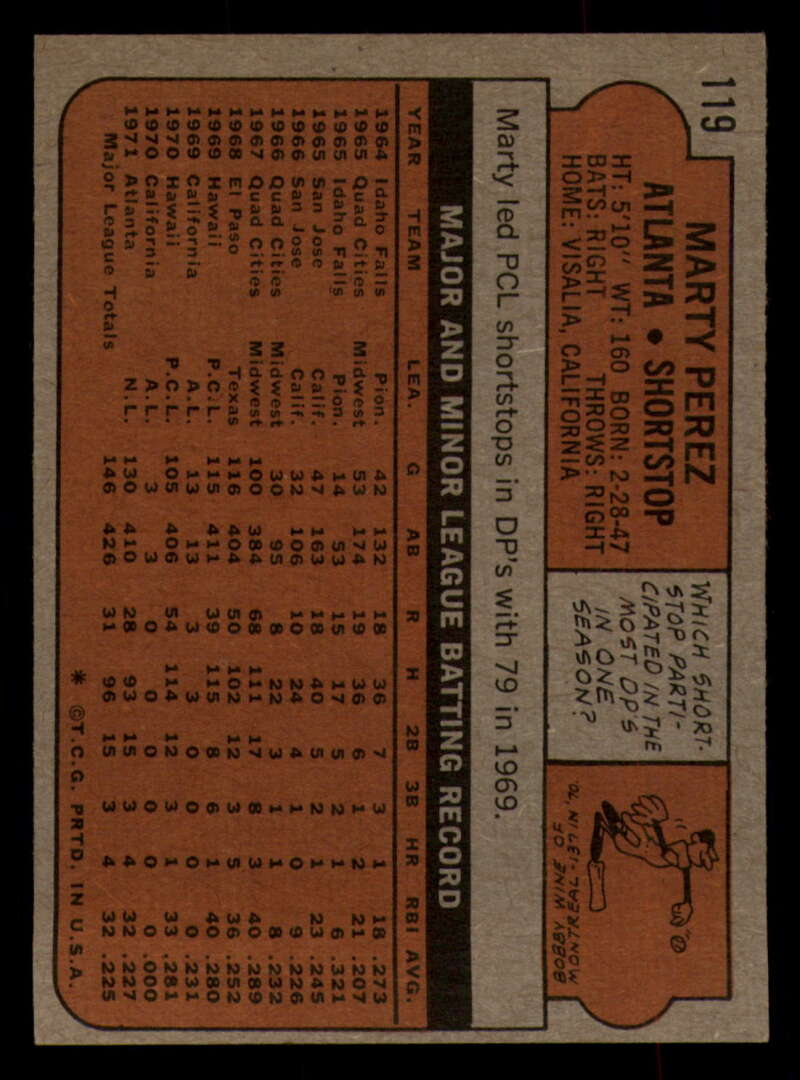 119
MARTY PEREZ
ATLANTA • SHORTSTOP
HT: 5'10" WT: 160 BORN: 2-28-47
BATS: RIGHT THROWS: RIGHT
HOME: VISALIA, CALIFORNIA
WHICH SHORT-
STOP PARTI-
CIPATED IN THE
MOST DP'S
IN ONE
SEASON?
BOBBY WINE OF
MONTREAL-137 IN '70.
Marty led PCL shortstops in DP's with 79 in 1969.
MAJOR AND MINOR LEAGUE BATTING RECORD
YEAR TEAM LEA. G AB R H 2B 3B HR RBI AVG.
1964 Idaho Falls Pion. 42 132 18 36 7 3 1 18 .273
1965 Quad Cities Midwest 53 174 19 36 6 1 2 21 .207
1965 Idaho Falls Pion. 14 53 15 17 5 2 1 6 .321
1965 San Jose Calif. 47 163 18 40 5 2 1 23 .245
1966 San Jose Calif. 32 106 10 24 4 1 0 9 .226
1966 Quad Cities Midwest 30 95 8 22 3 1 1 8 .232
1967 Quad Cities Midwest 100 384 68 111 17 8 3 40 .289
1968 El Paso Texas 116 404 50 102 12 3 5 36 .252
1969 Hawaii P.C.L. 115 411 39 115 8 6 1 40 .280
1969 California A.L. 13 13 3 3 0 0 0 0 .231
1970 Hawaii P.C.L. 105 406 54 114 12 3 1 33 .281
1970 California A.L. 3 3 0 0 0 0 0 0 .000
1971 Atlanta N.L. 130 410 28 93 15 3 4 32 .227
Major League Totals 146 426 31 96 15 3 4 32 .225
* ©T.C.G. PRTD. IN U.S.A.